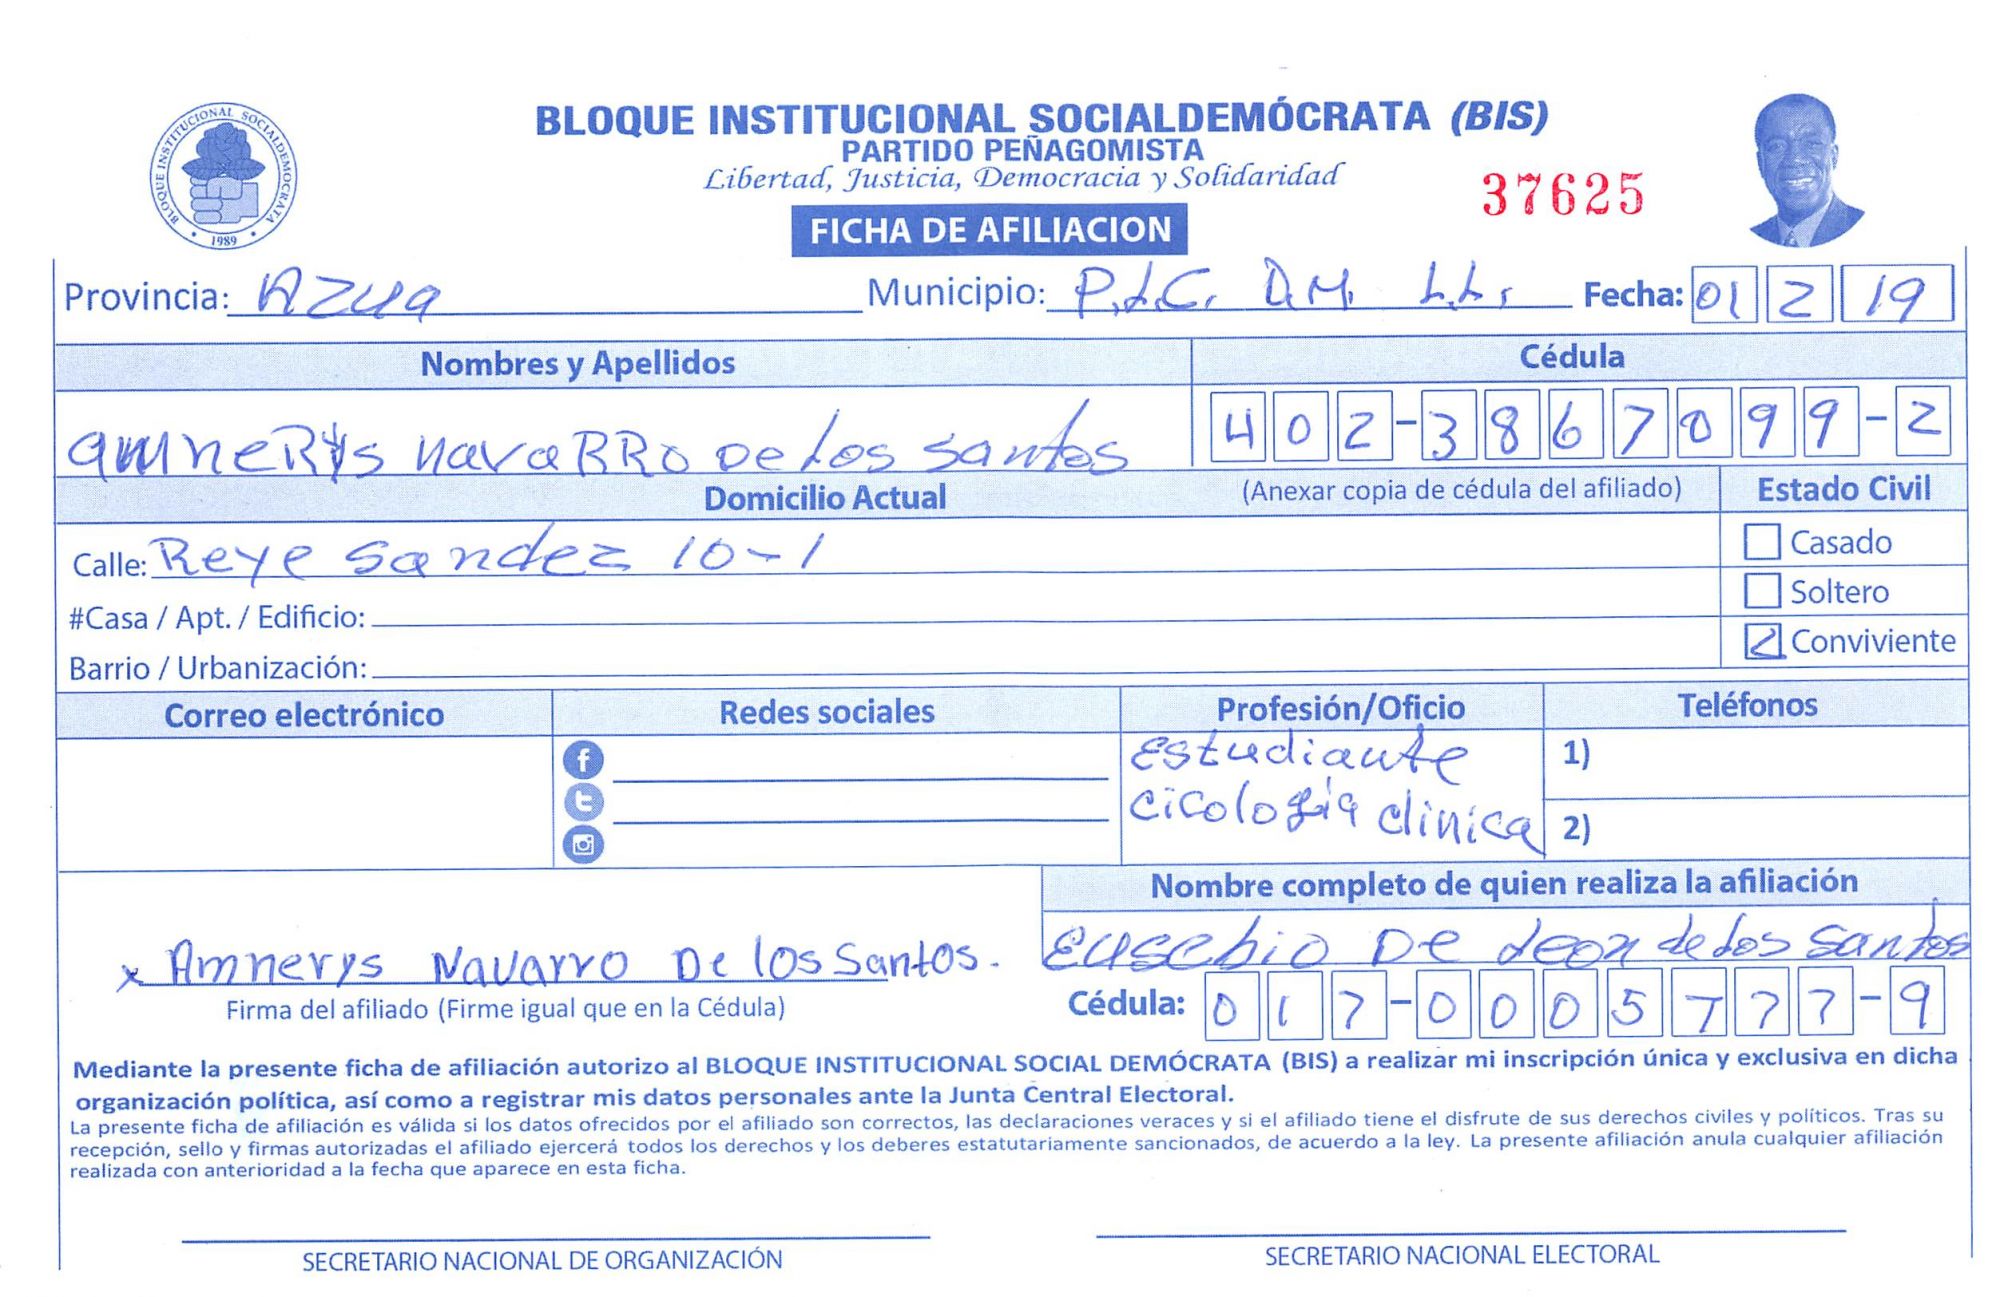 BLOQUE INSTITUCIONAL SOCIALDEMÓCRATA (BIS)
PARTIDO PEÑAGOMISTA
Libertad, Justicia, Democracia y Solidaridad
37625
FICHA DE AFILIACION
BLOQUE INSTITUCIONAL SOCIALDEMOCRATA
• 1989 •
Provincia: Azua Municipio: P.L.C. D.M. L.L. Fecha: 01 2 19
Nombres y Apellidos Cédula
amneRys navaRRo De los santos 402-3867099-2
Domicilio Actual (Anexar copia de cédula del afiliado) Estado Civil
Calle: Reye Sandez 10-1 Casado
#Casa / Apt. / Edificio: Soltero
Barrio / Urbanización: Conviviente
Correo electrónico Redes sociales Profesión/Oficio Teléfonos
Estudiante 1)
cicología clinica 2)
Nombre completo de quien realiza la afiliación
Eusebio De Leon de los Santos
x Amnerys Navarro De los Santos.
Firma del afiliado (Firme igual que en la Cédula) Cédula: 017-0005777-9
Mediante la presente ficha de afiliación autorizo al BLOQUE INSTITUCIONAL SOCIAL DEMÓCRATA (BIS) a realizar mi inscripción única y exclusiva en dicha
organización política, así como a registrar mis datos personales ante la Junta Central Electoral.
La presente ficha de afiliación es válida si los datos ofrecidos por el afiliado son correctos, las declaraciones veraces y si el afiliado tiene el disfrute de sus derechos civiles y políticos. Tras su
recepción, sello y firmas autorizadas el afiliado ejercerá todos los derechos y los deberes estatutariamente sancionados, de acuerdo a la ley. La presente afiliación anula cualquier afiliación
realizada con anterioridad a la fecha que aparece en esta ficha.
SECRETARIO NACIONAL DE ORGANIZACIÓN SECRETARIO NACIONAL ELECTORAL